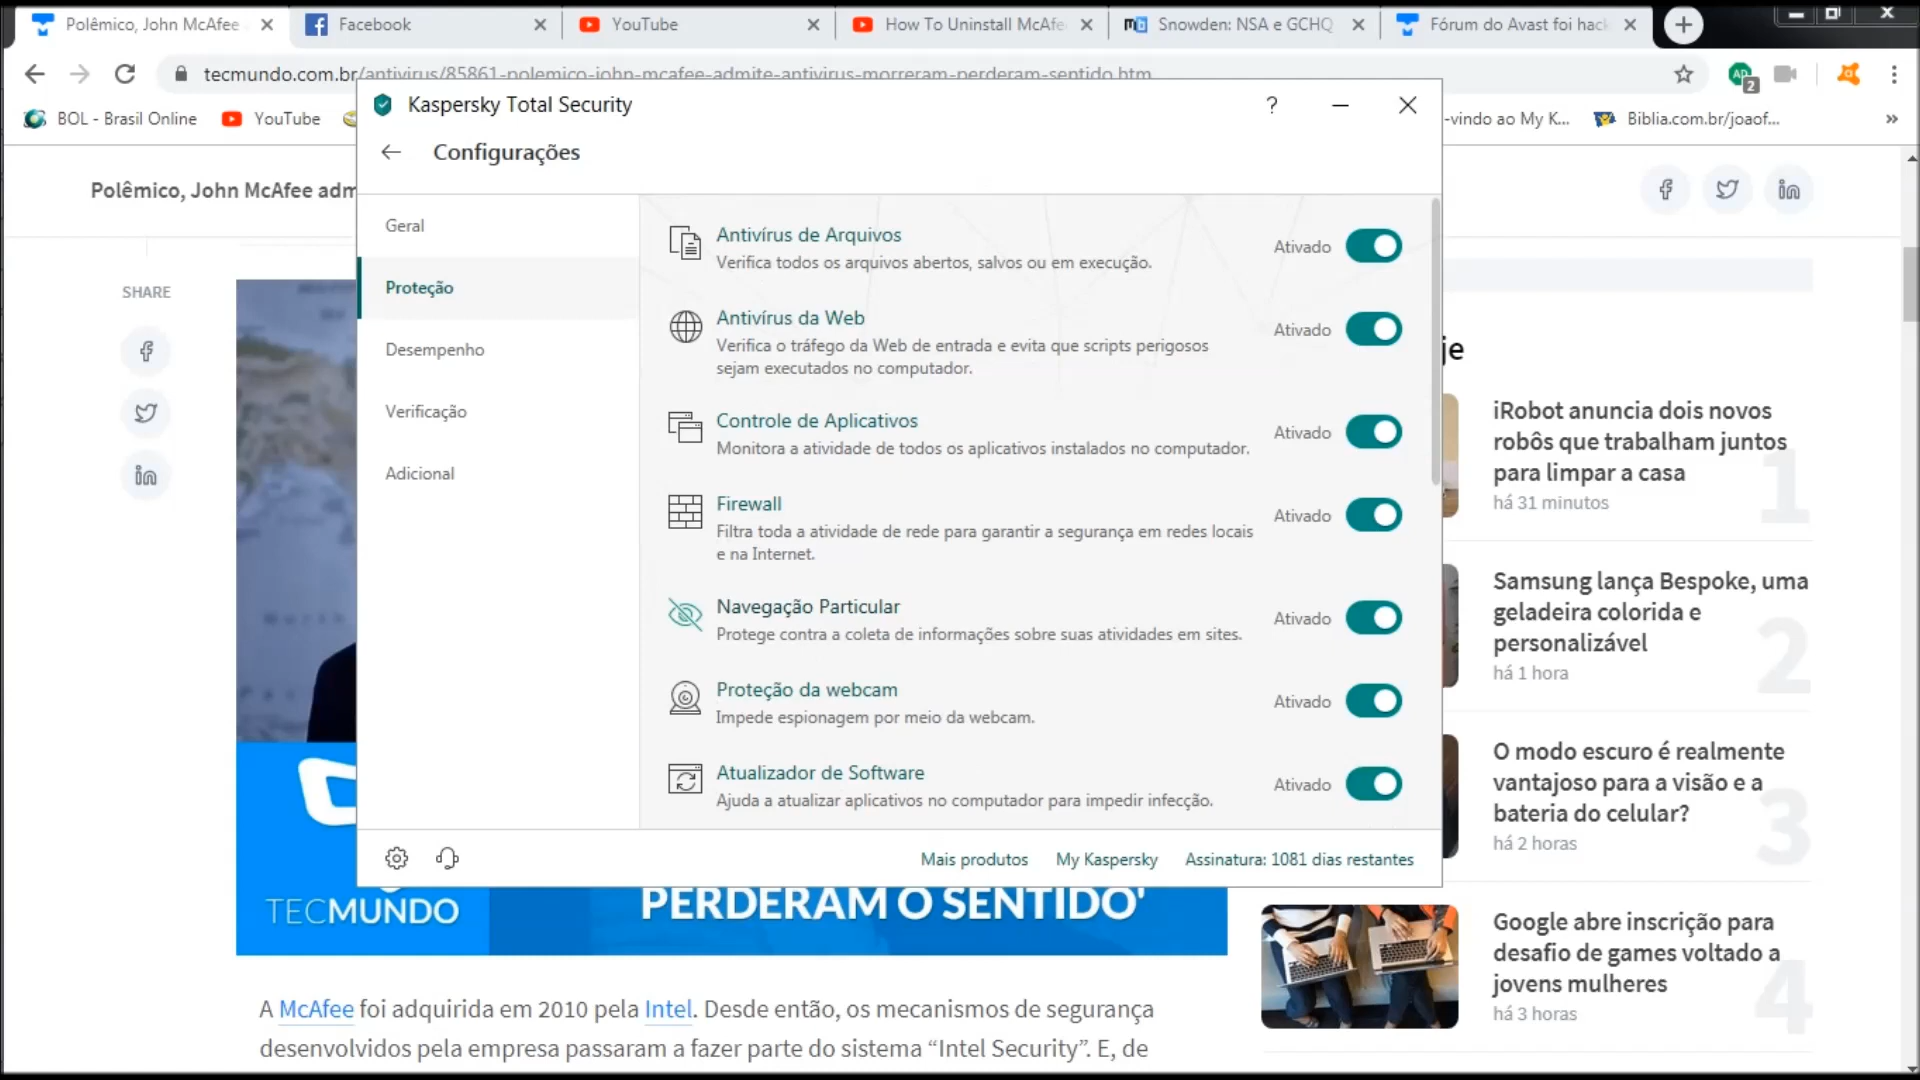 Polêmico, John McAfee
Facebook
YouTube
How To Uninstall McAfe
Snowden: NSA e GCHQ
Fórum do Avast foi hack
tecmundo.com.br/antivirus/85861-polemico-john-mcafee-admite-antivirus-morreram-perderam-sentido.htm
AD
2
BOL - Brasil Online
YouTube
-vindo ao My K...
Biblia.com.br/joaof...
»
Kaspersky Total Security
?
Configurações
Polêmico, John McAfee adm
SHARE
Geral
Proteção
Desempenho
Verificação
Adicional
Antivírus de Arquivos
Verifica todos os arquivos abertos, salvos ou em execução.
Ativado
Antivírus da Web
Verifica o tráfego da Web de entrada e evita que scripts perigosos
sejam executados no computador.
Ativado
Controle de Aplicativos
Monitora a atividade de todos os aplicativos instalados no computador.
Ativado
Firewall
Filtra toda a atividade de rede para garantir a segurança em redes locais
e na Internet.
Ativado
Navegação Particular
Protege contra a coleta de informações sobre suas atividades em sites.
Ativado
Proteção da webcam
Impede espionagem por meio da webcam.
Ativado
Atualizador de Software
Ajuda a atualizar aplicativos no computador para impedir infecção.
Ativado
Mais produtos
My Kaspersky
Assinatura: 1081 dias restantes
je
iRobot anuncia dois novos
robôs que trabalham juntos
para limpar a casa
há 31 minutos
1
Samsung lança Bespoke, uma
geladeira colorida e
personalizável
há 1 hora
2
O modo escuro é realmente
vantajoso para a visão e a
bateria do celular?
há 2 horas
3
Google abre inscrição para
desafio de games voltado a
jovens mulheres
há 3 horas
4
TECMUNDO
PERDERAM O SENTIDO'
A McAfee foi adquirida em 2010 pela Intel. Desde então, os mecanismos de segurança
desenvolvidos pela empresa passaram a fazer parte do sistema “Intel Security”. E, de